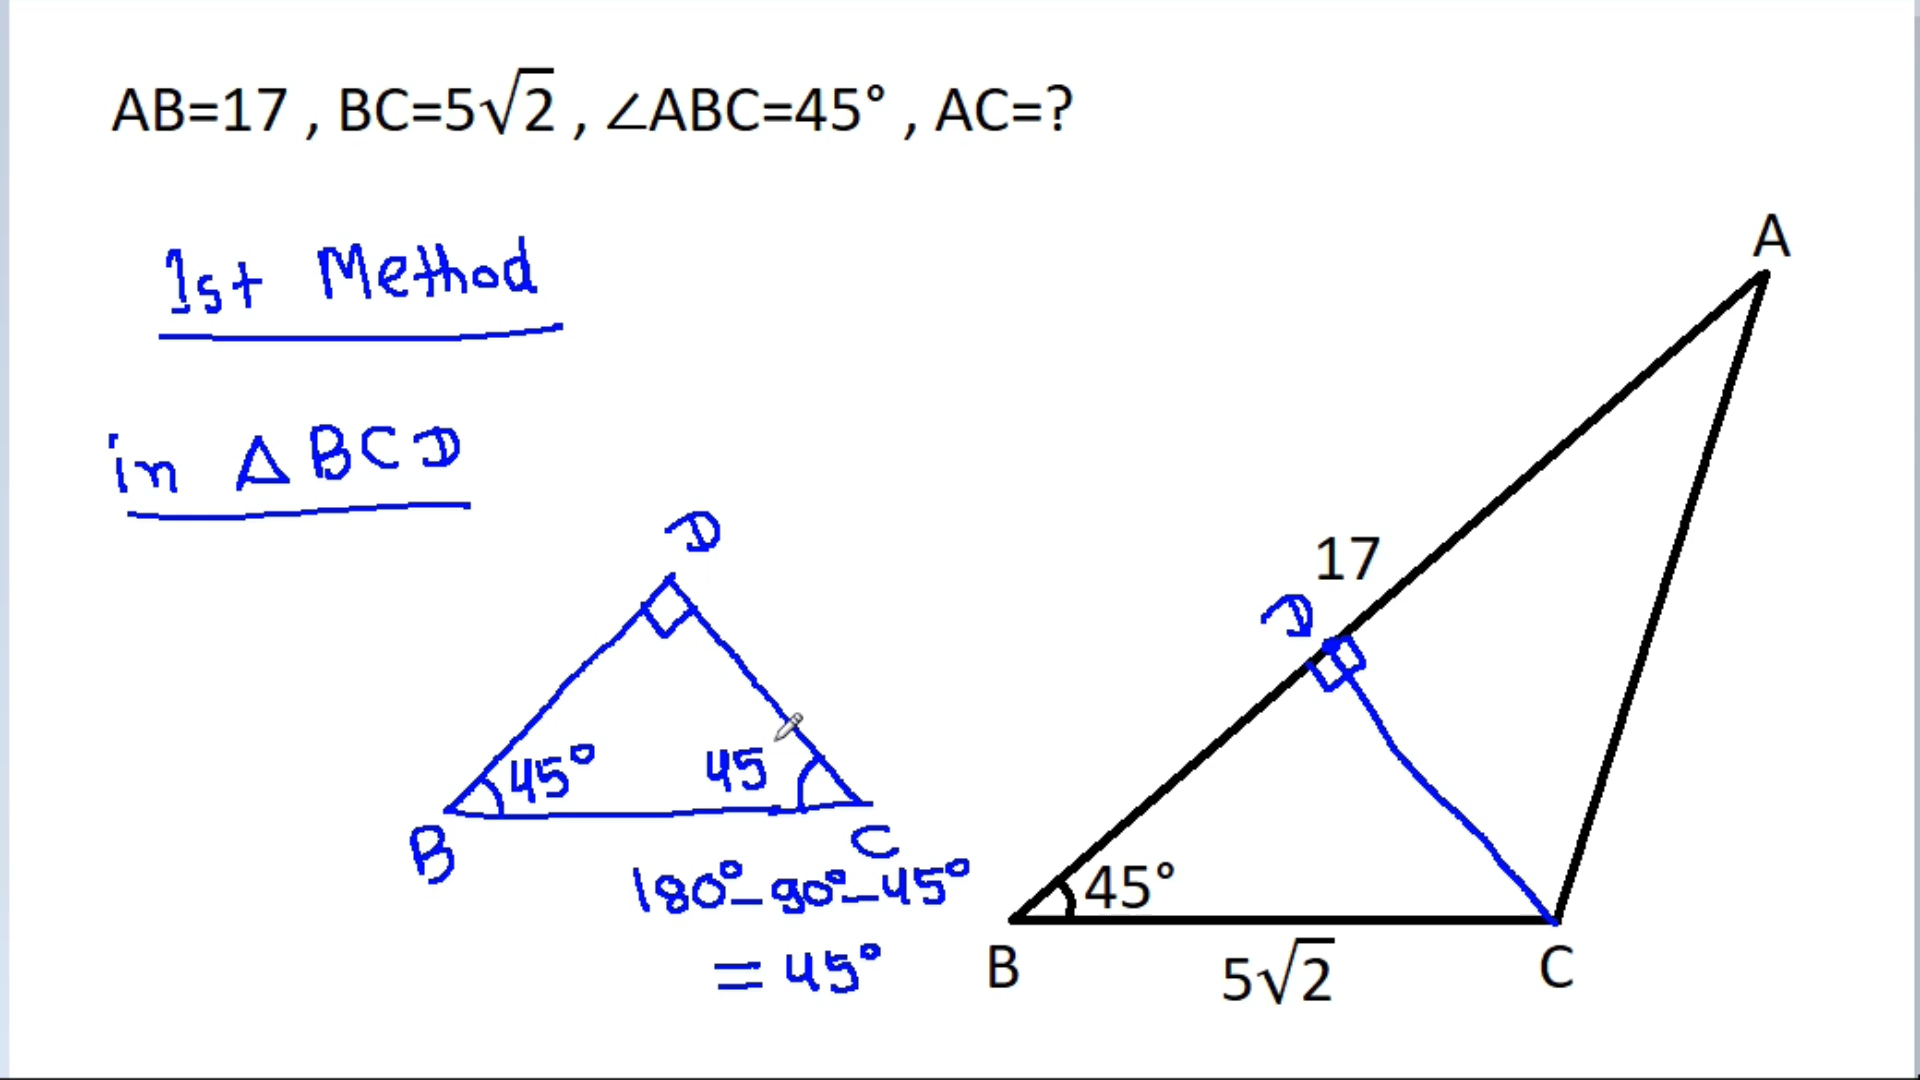 AB=17 , BC=5√2 , ∠ABC=45° , AC=?
1st Method
in △ BCD
D
45°
45
B
C
180°-90°-45°
= 45°
A
17
D
45°
B
5√2
C